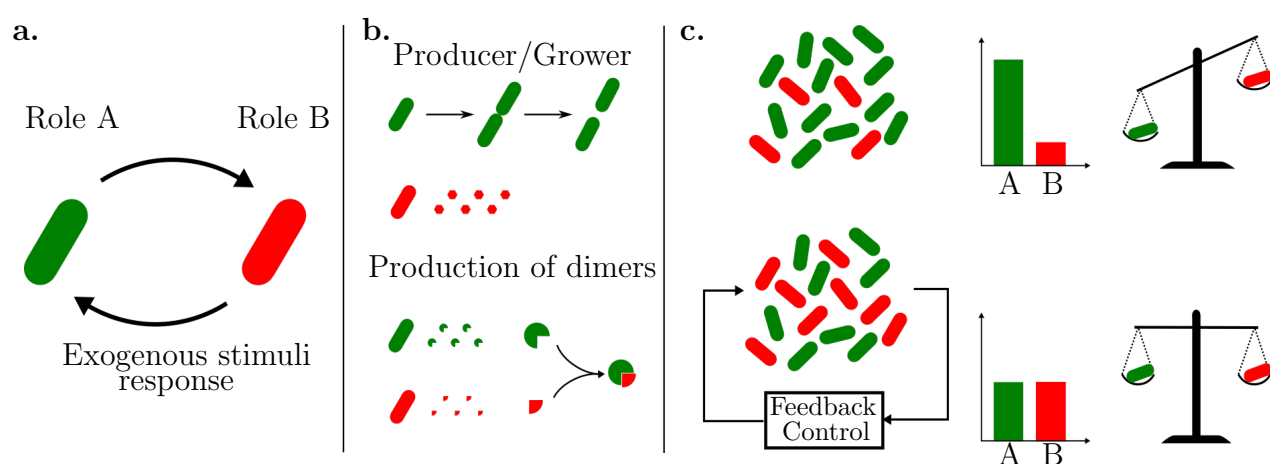 a.
Role A
Role B
Exogenous stimuli
response
b.
Producer/Grower
Production of dimers
c.
A
B
Feedback
Control
A
B